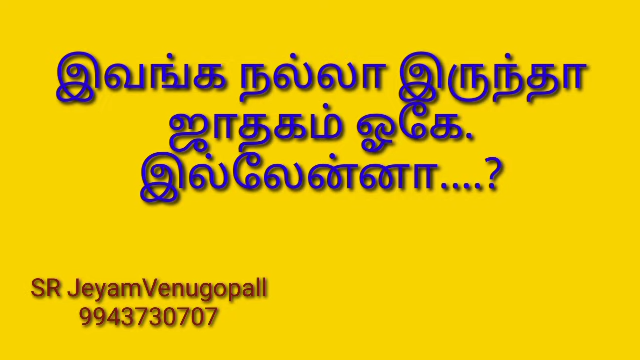 இவங்க நல்லா இருந்தா
ஜாதகம் ஓகே.
இல்லேன்னா....?
SR JeyamVenugopall
9943730707